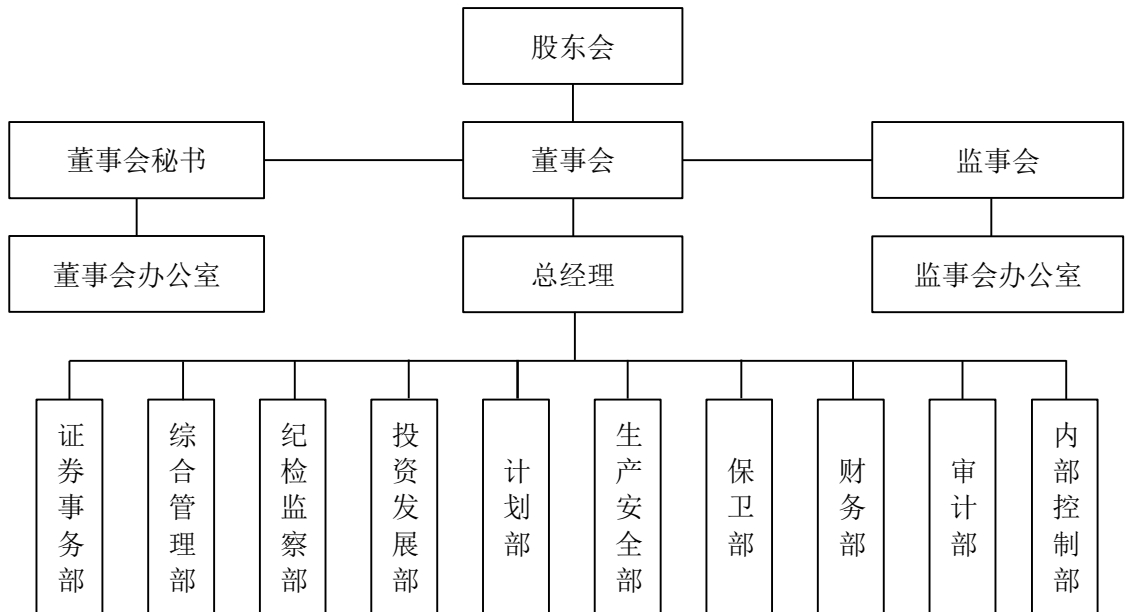 股东会
董事会秘书
董事会
监事会
董事会办公室
总经理
监事会办公室
证券事务部
综合管理部
纪检监察部
投资发展部
计划部
生产安全部
保卫部
财务部
审计部
内部控制部